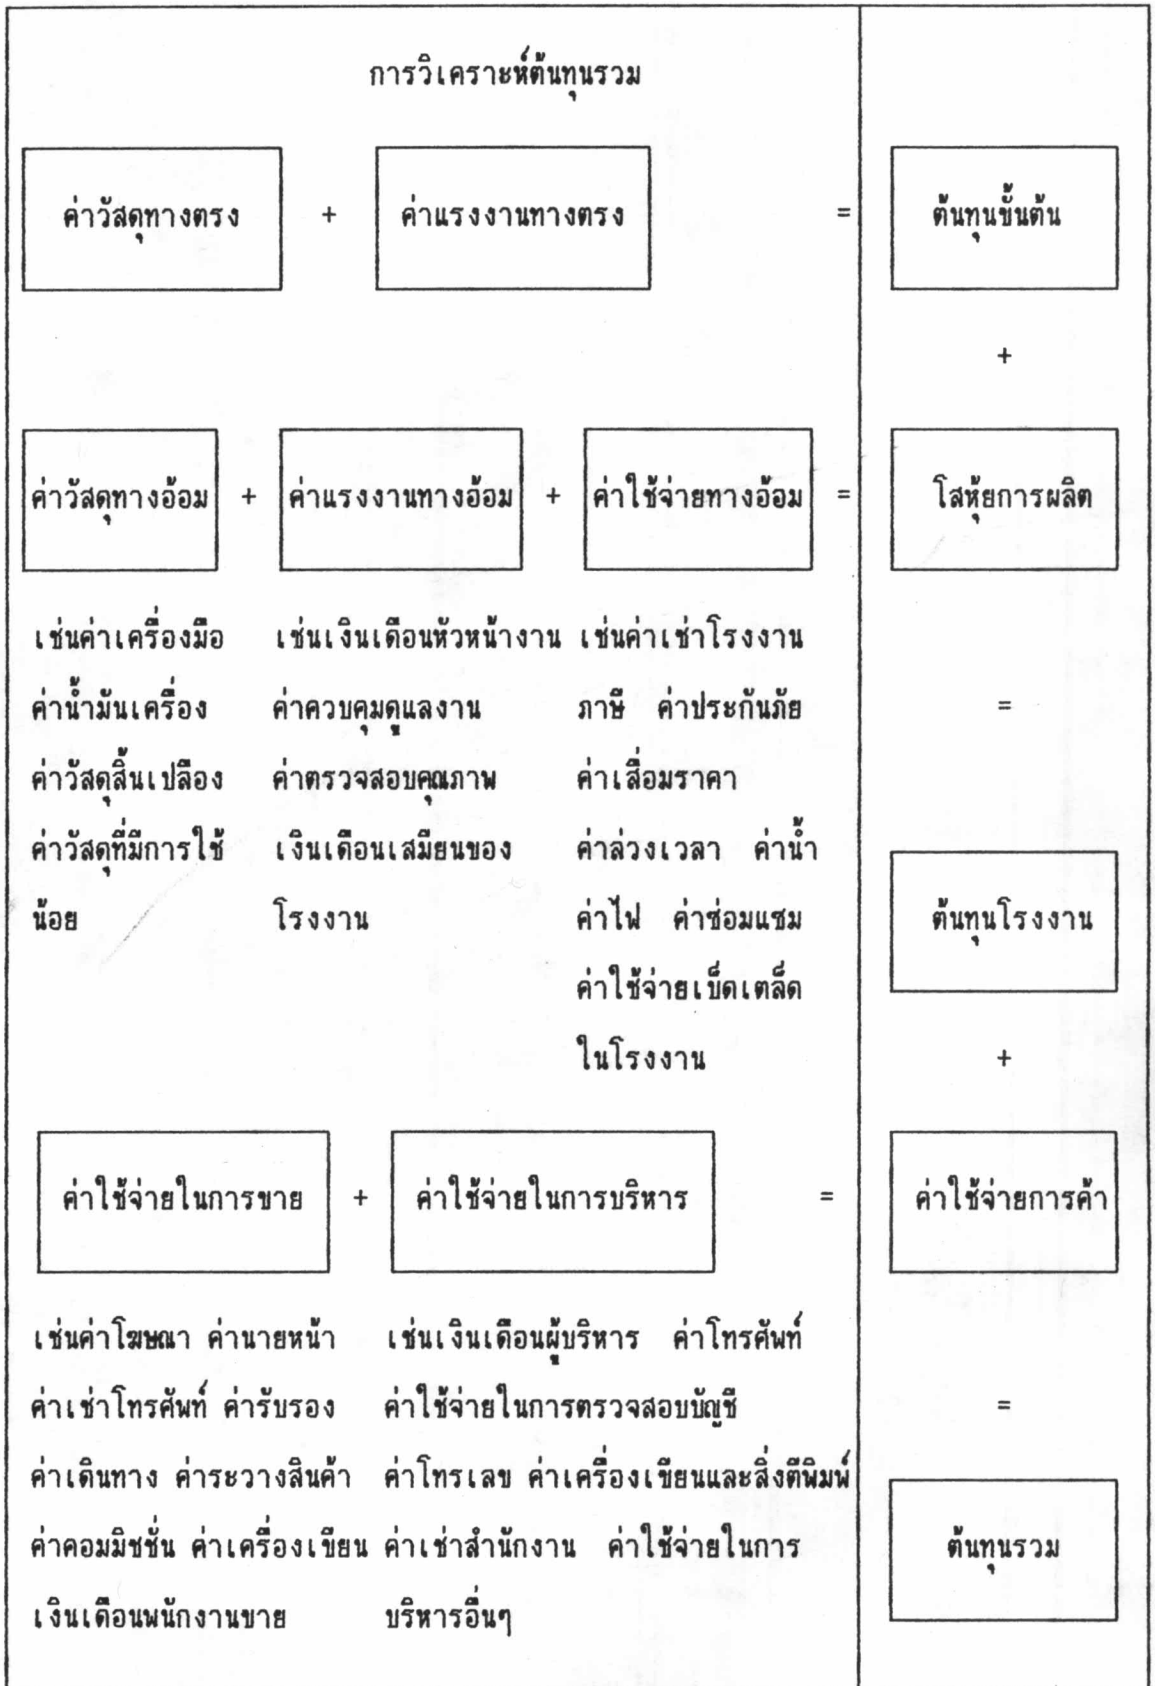 การวิเคราะห์ต้นทุนรวม
ค่าวัสดุทางตรง + ค่าแรงงานทางตรง = ต้นทุนขั้นต้น
+
ค่าวัสดุทางอ้อม + ค่าแรงงานทางอ้อม + ค่าใช้จ่ายทางอ้อม = โสหุ้ยการผลิต
เช่นค่าเครื่องมือ เช่นเงินเดือนหัวหน้างาน เช่นค่าเช่าโรงงาน
ค่าน้ำมันเครื่อง ค่าควบคุมดูแลงาน ภาษี ค่าประกันภัย =
ค่าวัสดุสิ้นเปลือง ค่าตรวจสอบคุณภาพ ค่าเสื่อมราคา
ค่าวัสดุที่มีการใช้ เงินเดือนเสมียนของ ค่าล่วงเวลา ค่าน้ำ
น้อย โรงงาน ค่าไฟ ค่าซ่อมแซม ต้นทุนโรงงาน
ค่าใช้จ่ายเบ็ดเตล็ด
ในโรงงาน +
ค่าใช้จ่ายในการขาย + ค่าใช้จ่ายในการบริหาร = ค่าใช้จ่ายการค้า
เช่นค่าโฆษณา ค่านายหน้า เช่นเงินเดือนผู้บริหาร ค่าโทรศัพท์
ค่าเช่าโทรศัพท์ ค่ารับรอง ค่าใช้จ่ายในการตรวจสอบบัญชี =
ค่าเดินทาง ค่าระวางสินค้า ค่าโทรเลข ค่าเครื่องเขียนและสิ่งตีพิมพ์
ค่าคอมมิชชั่น ค่าเครื่องเขียน ค่าเช่าสำนักงาน ค่าใช้จ่ายในการ ต้นทุนรวม
เงินเดือนพนักงานขาย บริหารอื่นๆ